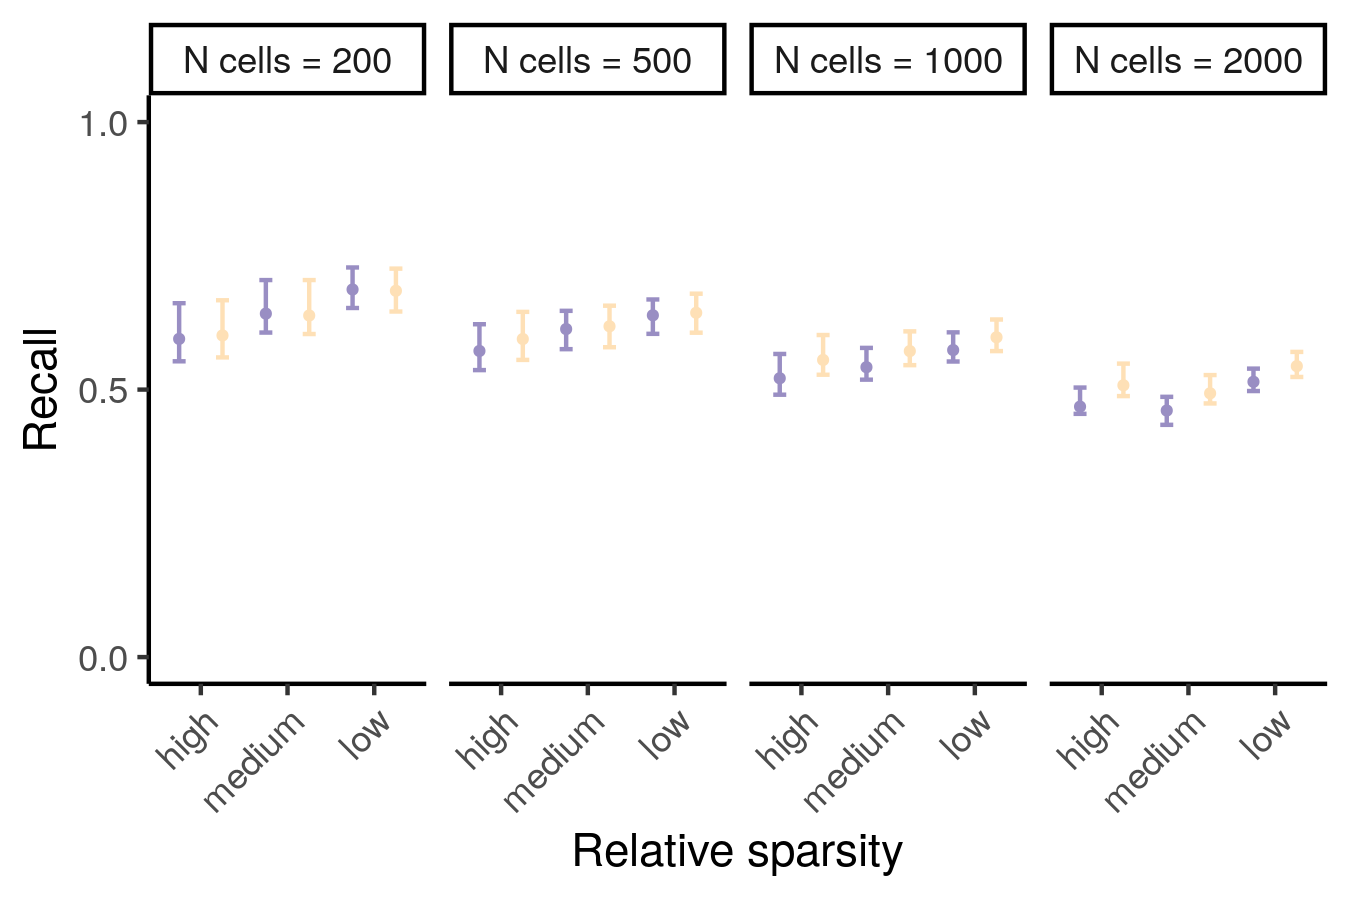 N cells = 200
N cells = 500
N cells = 1000
N cells = 2000
1.0
0.5
0.0
Recall
high
medium
low
high
medium
low
high
medium
low
high
medium
low
Relative sparsity